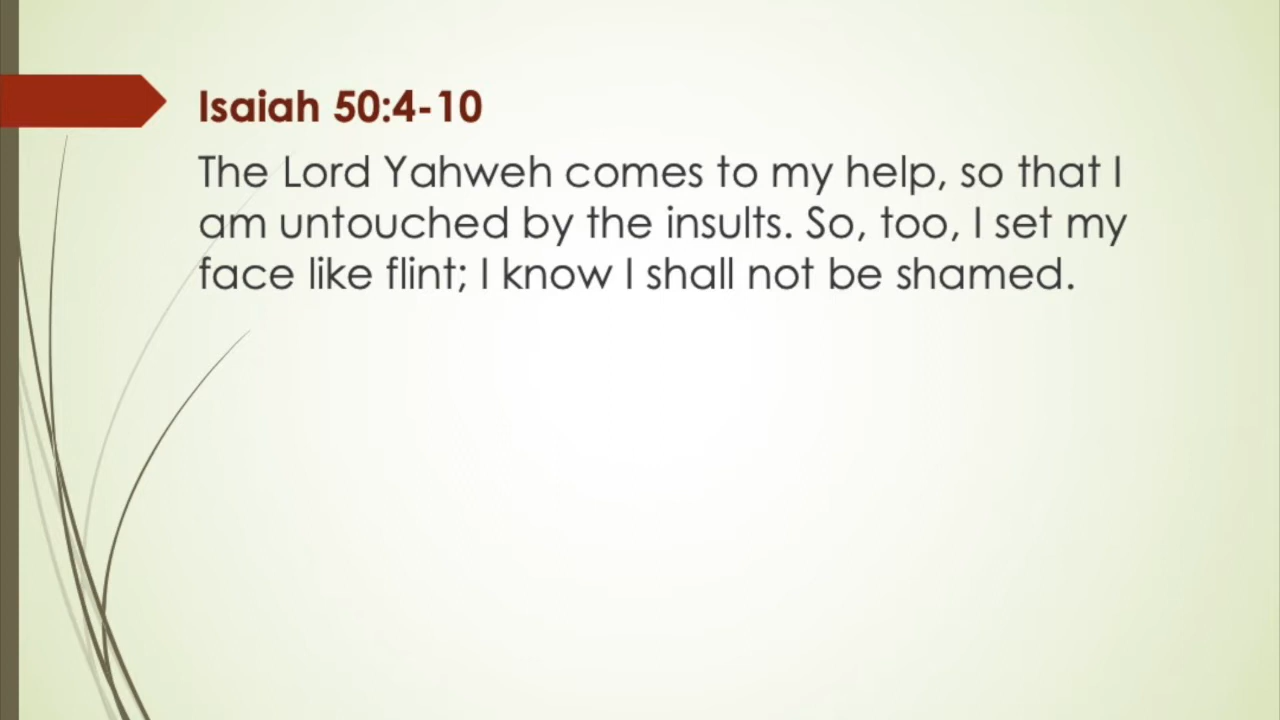 Isaiah 50:4-10
The Lord Yahweh comes to my help, so that I
am untouched by the insults. So, too, I set my
face like flint; I know I shall not be shamed.